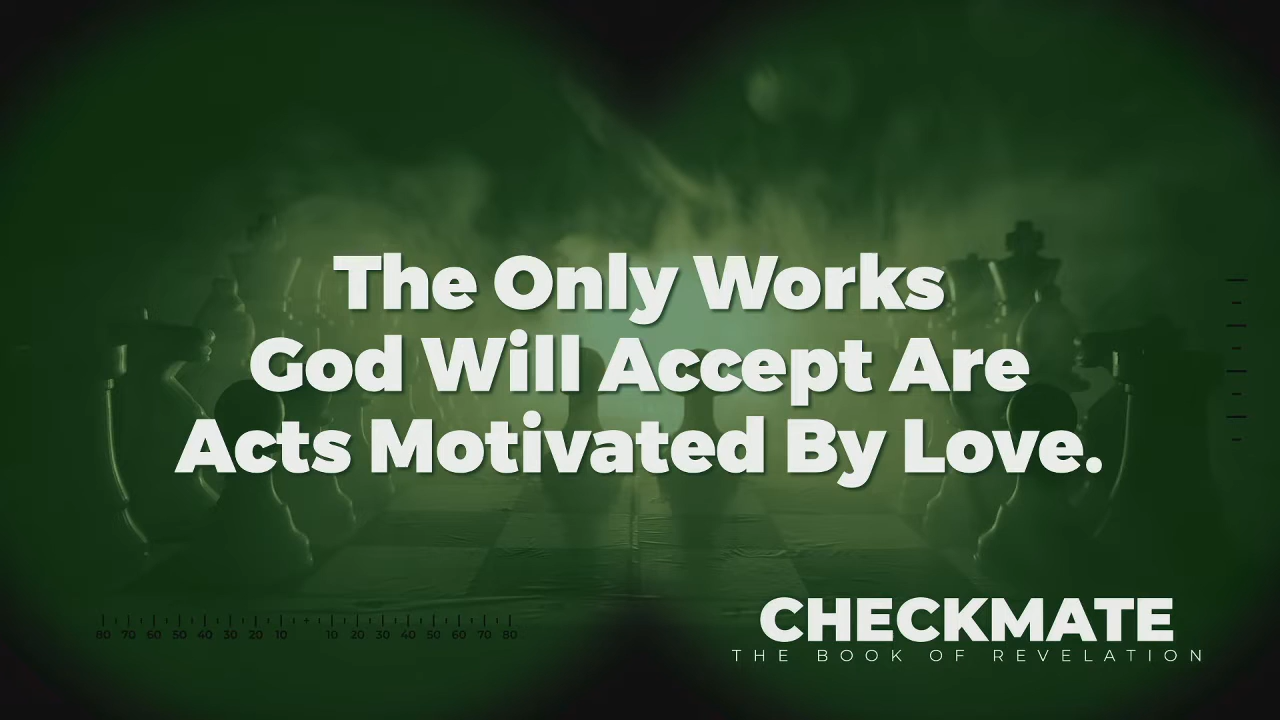 The Only Works
God Will Accept Are
Acts Motivated By Love.
80 70 60 50 40 30 20 10 10 20 30 40 50 60 70 80
CHECKMATE
THE BOOK OF REVELATION